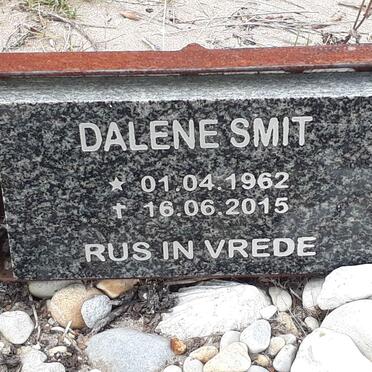 DALENE SMIT
★ 01.04.1962
† 16.06.2015
RUS IN VREDE